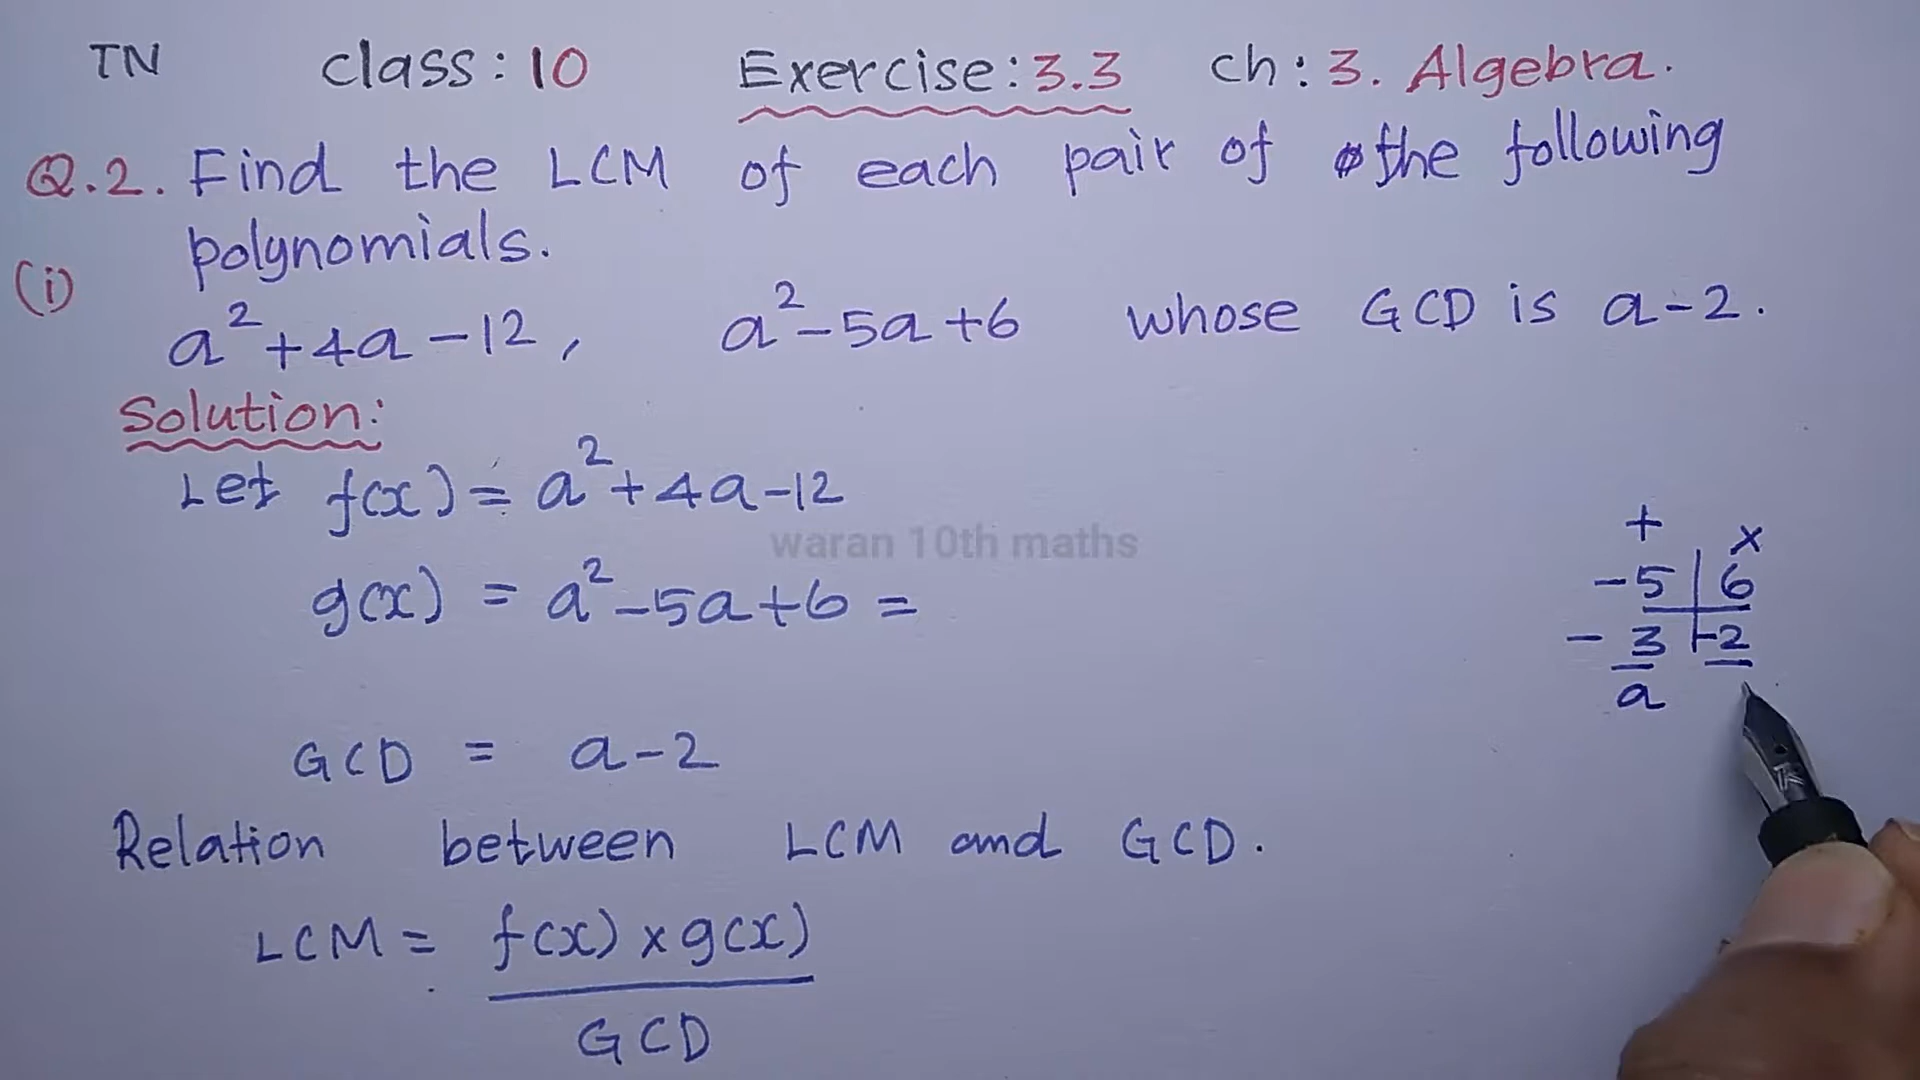 TN class: 10 Exercise: 3.3 ch: 3. Algebra.
Q.2. Find the LCM of each pair of the following
polynomials.
(i)
a²+4a-12, a²-5a+6 whose GCD is a-2.
Solution:
Let f(x) = a²+4a-12
waran 10th maths
g(x) = a²-5a+6 =
+ x
-5 | 6
-3 | -2
a
GCD = a-2
Relation between LCM and GCD.
LCM = f(x) x g(x)
GCD